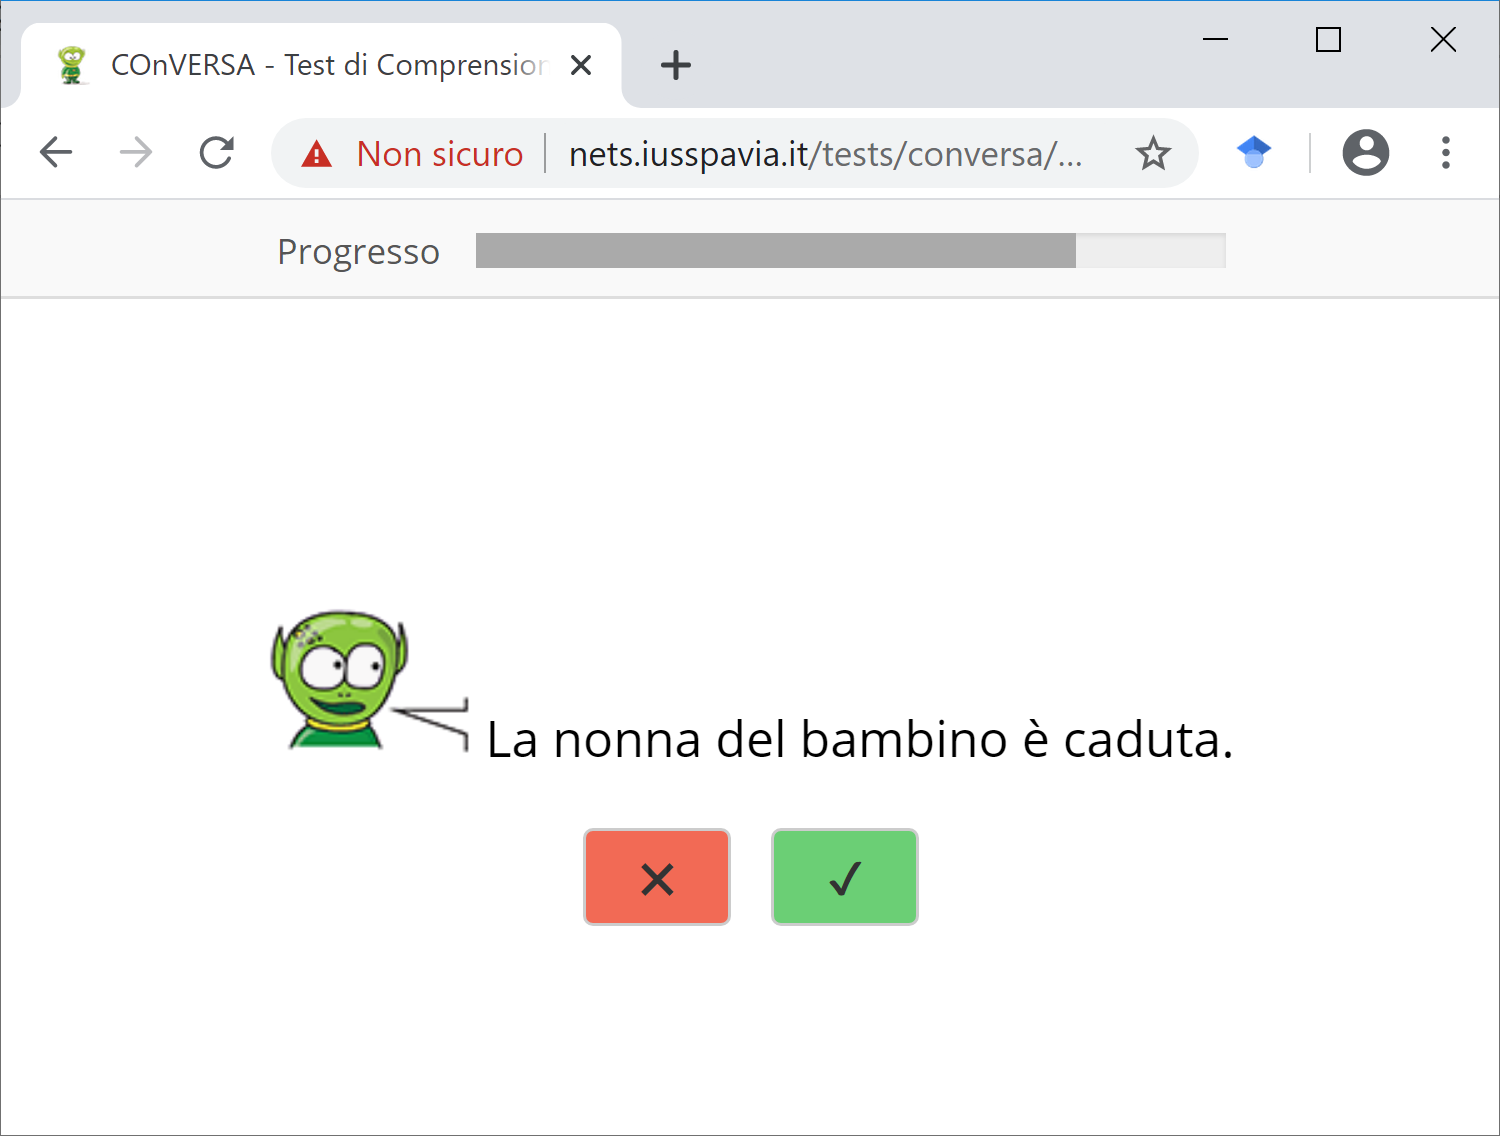 COnVERSA - Test di Comprension
Non sicuro
nets.iusspavia.it/tests/conversa/...
Progresso
La nonna del bambino è caduta.